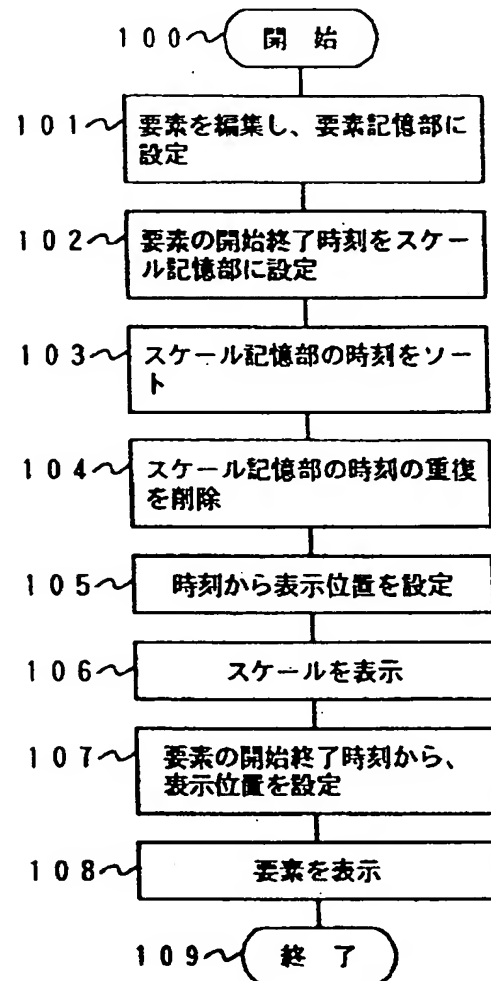 100 開 始
101 要素を編集し、要素記憶部に
設定
102 要素の開始終了時刻をスケー
ル記憶部に設定
103 スケール記憶部の時刻をソー
ト
104 スケール記憶部の時刻の重複
を削除
105 時刻から表示位置を設定
106 スケールを表示
107 要素の開始終了時刻から、
表示位置を設定
108 要素を表示
109 終 了